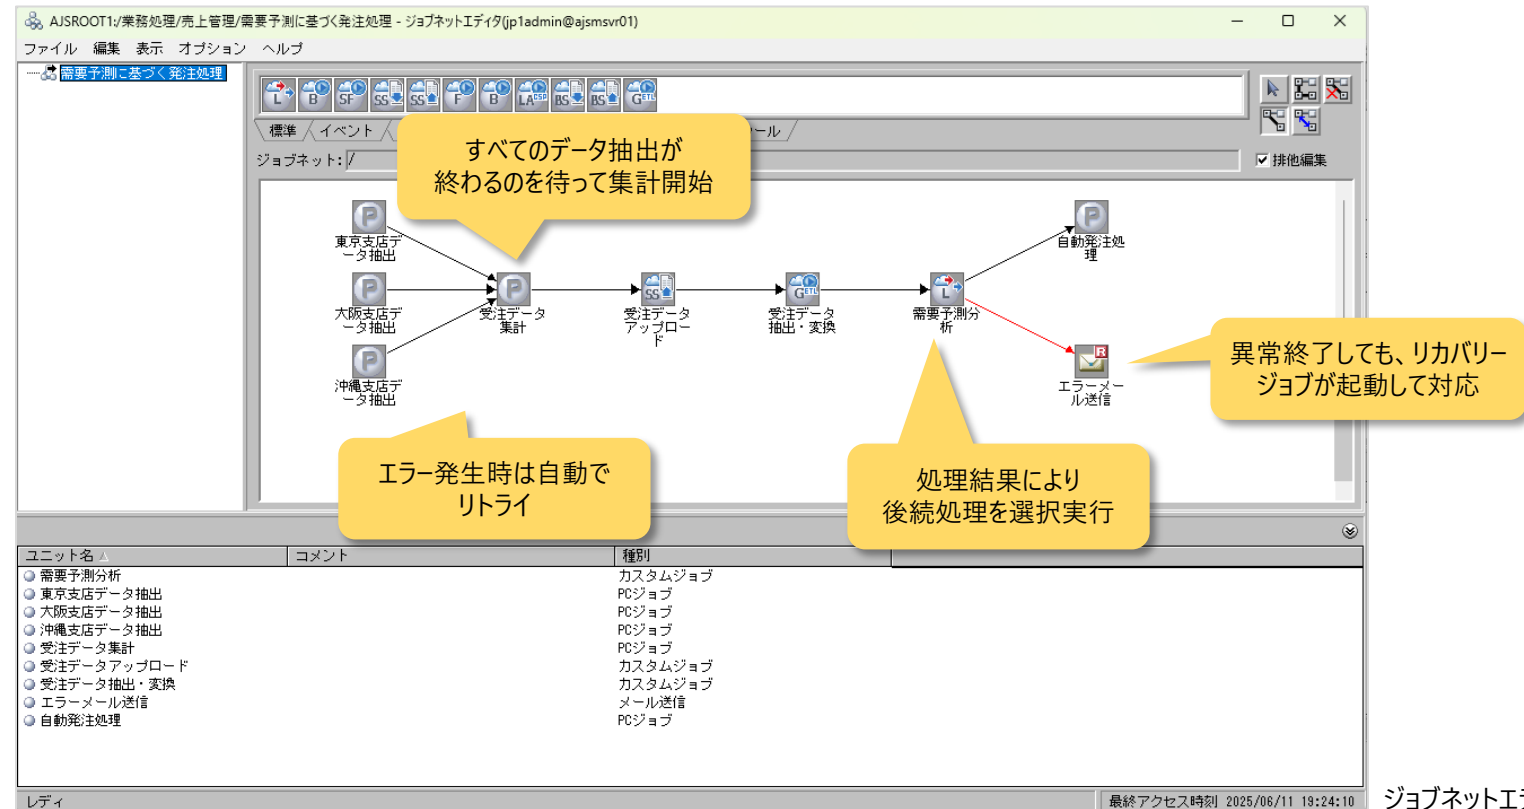 AJSROOT1:/業務処理/売上管理/需要予測に基づく発注処理 - ジョブネットエディタ(jp1admin@ajsmsvr01)
ファイル 編集 表示 オプション ヘルプ
需要予測に基づく発注処理
L B SF SS SS F B LA CSP BS BS G ETL
標準 イベント ール
ジョブネット: /
排他編集
すべてのデータ抽出が
終わるのを待って集計開始
P
東京支店デ
ータ抽出
P
大阪支店デ
ータ抽出
P
沖縄支店デ
ータ抽出
P
受注データ
集計
SS
受注データ
アップロー
ド
G ETL
受注データ
抽出・変換
L
需要予測分
析
P
自動発注処
理
R
エラーメー
ル送信
異常終了しても、リカバリー
ジョブが起動して対応
エラー発生時は自動で
リトライ
処理結果により
後続処理を選択実行
ユニット名 コメント 種別
需要予測分析 カスタムジョブ
東京支店データ抽出 PCジョブ
大阪支店データ抽出 PCジョブ
沖縄支店データ抽出 PCジョブ
受注データ集計 PCジョブ
受注データアップロード カスタムジョブ
受注データ抽出・変換 カスタムジョブ
エラーメール送信 メール送信
自動発注処理 PCジョブ
レディ 最終アクセス時刻 2025/06/11 19:24:10
ジョブネットエ